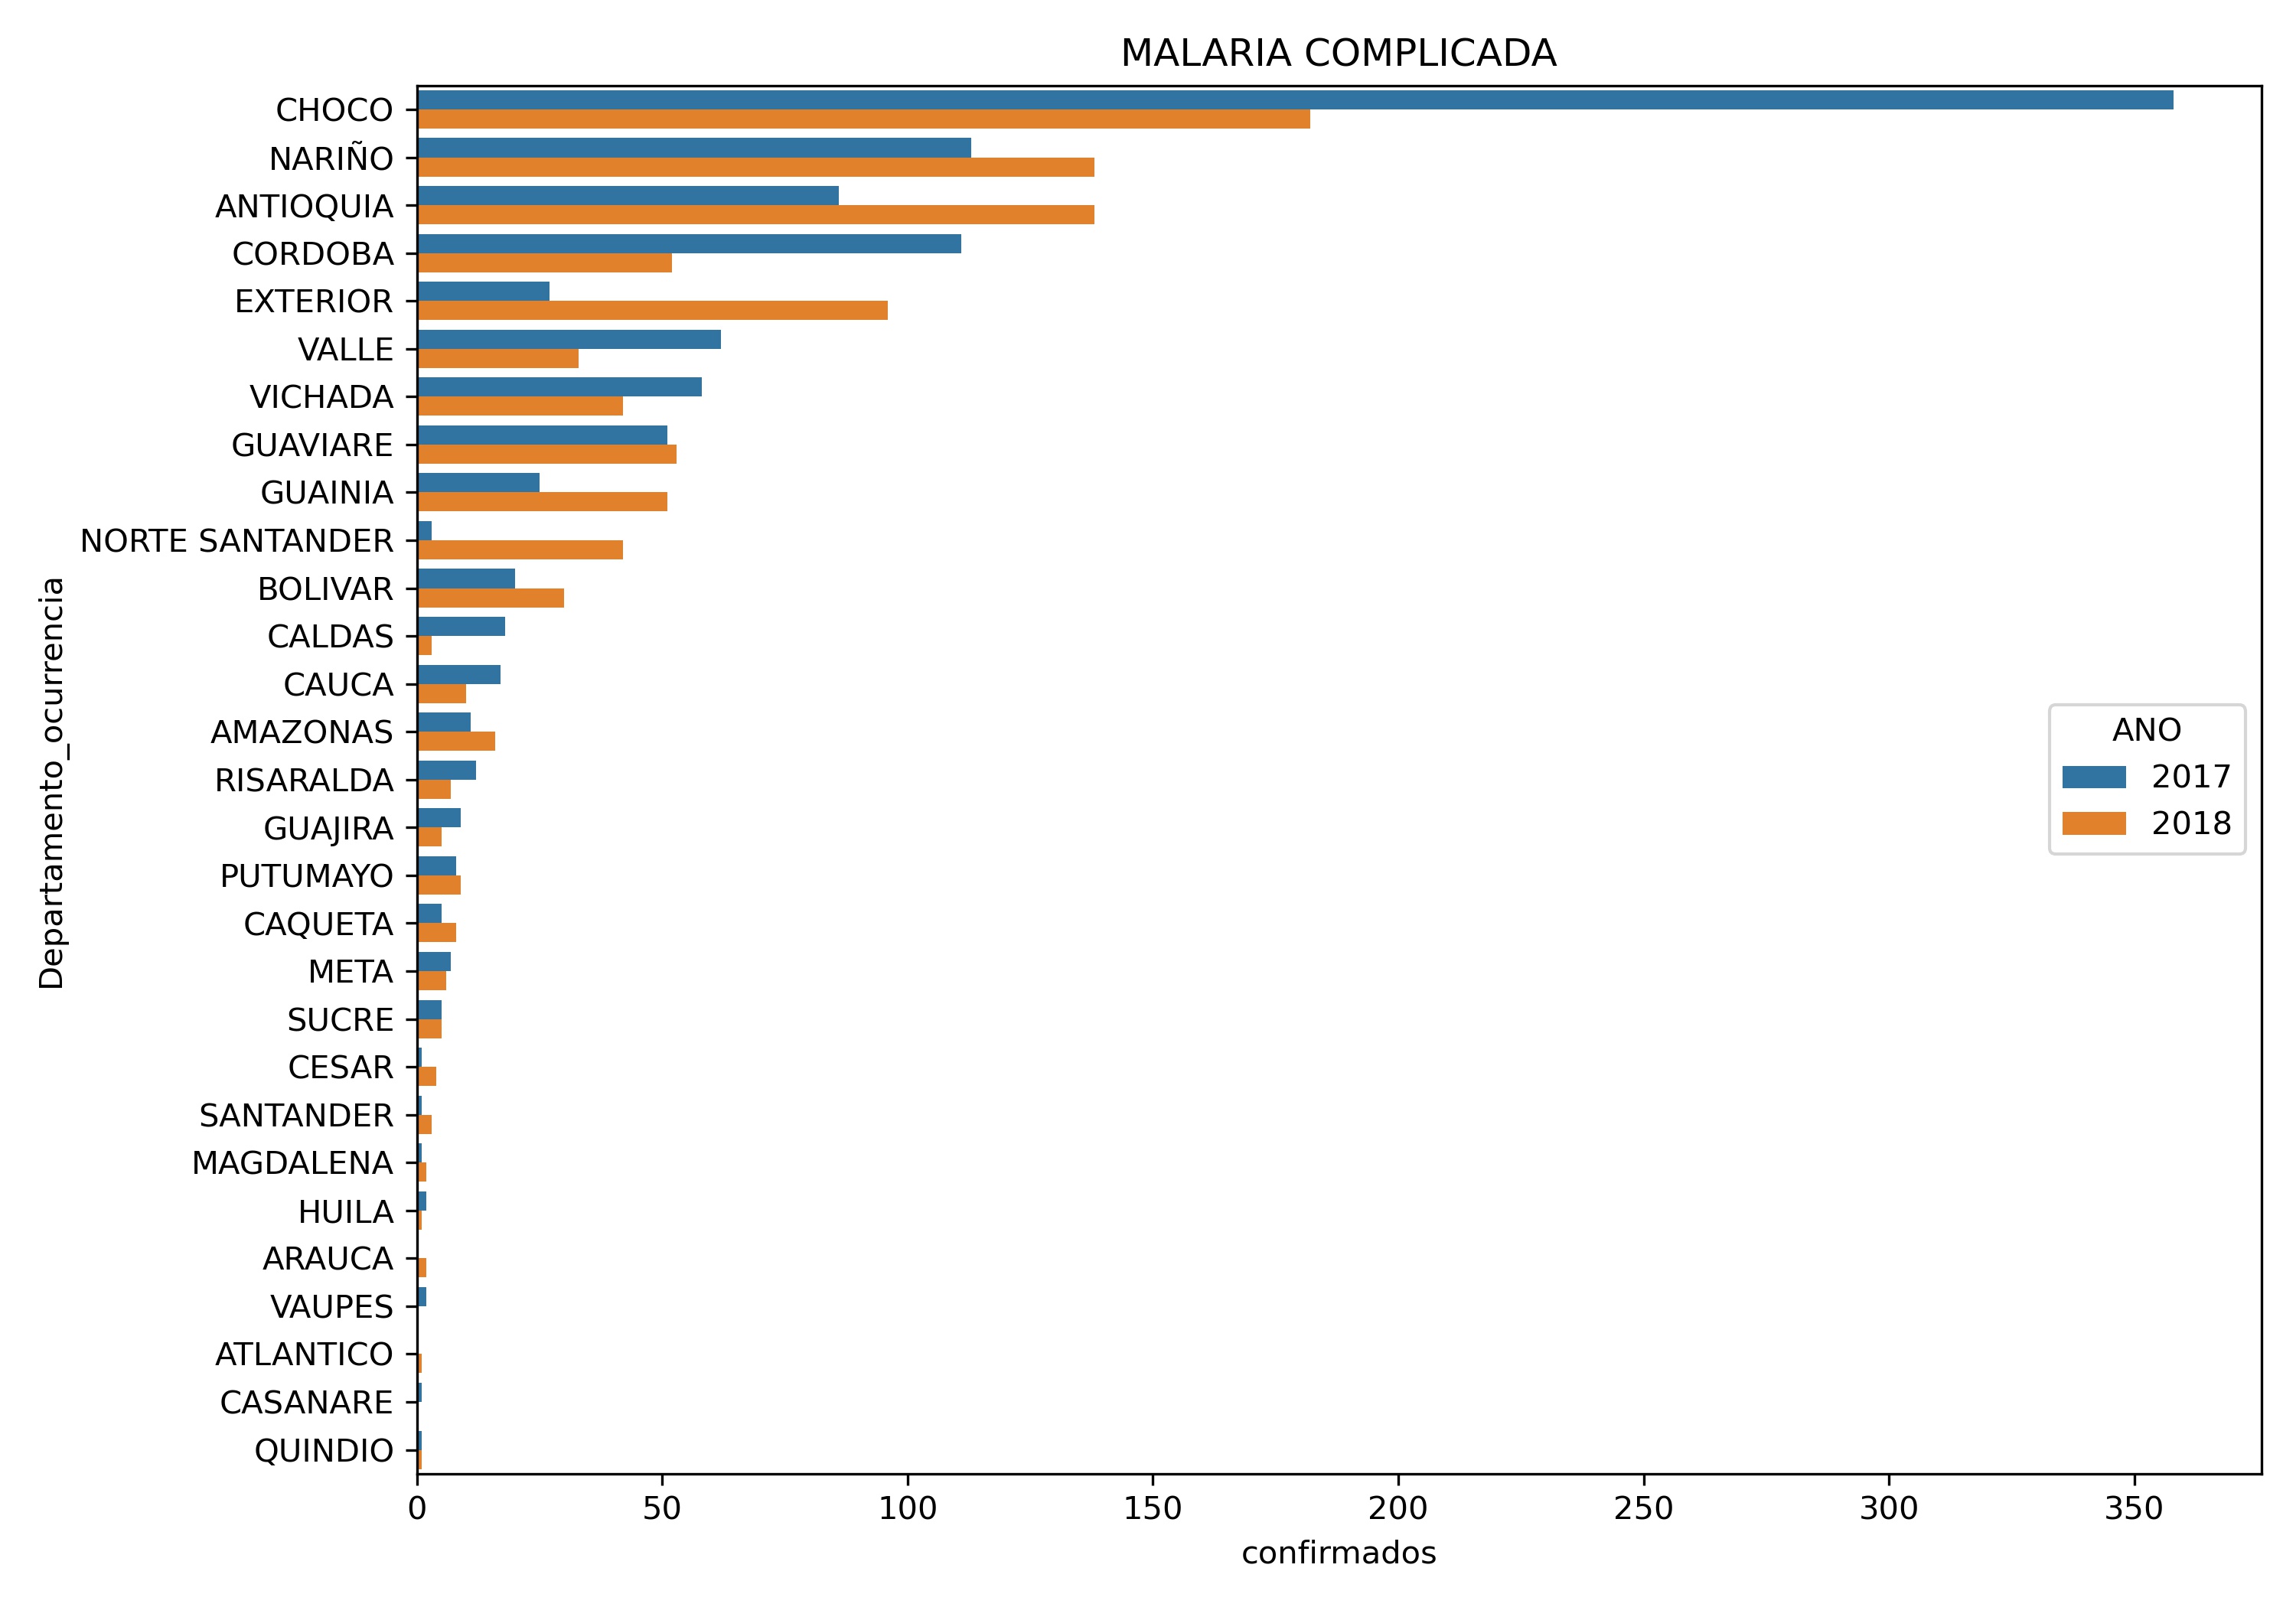 MALARIA COMPLICADA
CHOCO
NARIÑO
ANTIOQUIA
CORDOBA
EXTERIOR
VALLE
VICHADA
GUAVIARE
GUAINIA
NORTE SANTANDER
BOLIVAR
CALDAS
CAUCA
AMAZONAS
RISARALDA
GUAJIRA
PUTUMAYO
CAQUETA
META
SUCRE
CESAR
SANTANDER
MAGDALENA
HUILA
ARAUCA
VAUPES
ATLANTICO
CASANARE
QUINDIO
Departamento_ocurrencia
ANO
2017
2018
0 50 100 150 200 250 300 350
confirmados